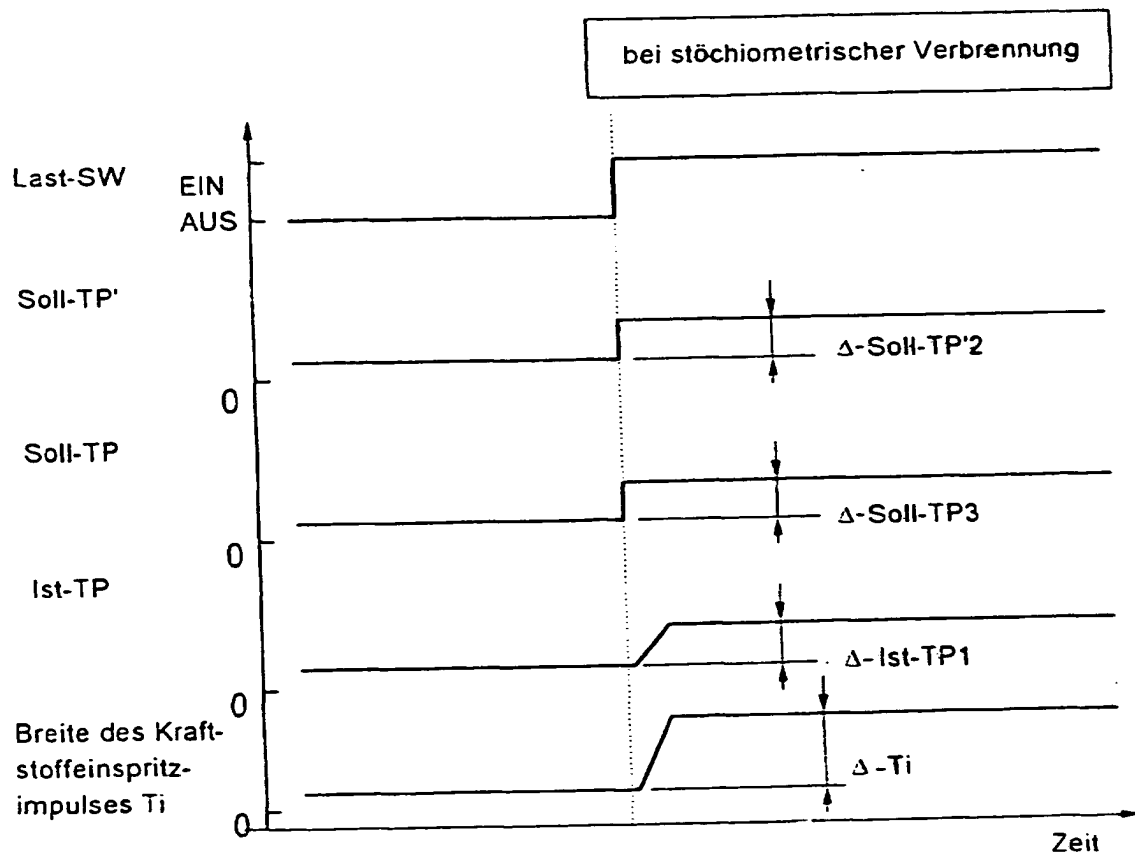 bei stöchiometrischer Verbrennung
Last-SW
EIN
AUS
Soll-TP'
Δ-Soll-TP'2
0
Soll-TP
Δ-Soll-TP3
0
Ist-TP
Δ-Ist-TP1
0
Breite des Kraft-
stoffeinspritz-
impulses Ti
Δ-Ti
0
Zeit